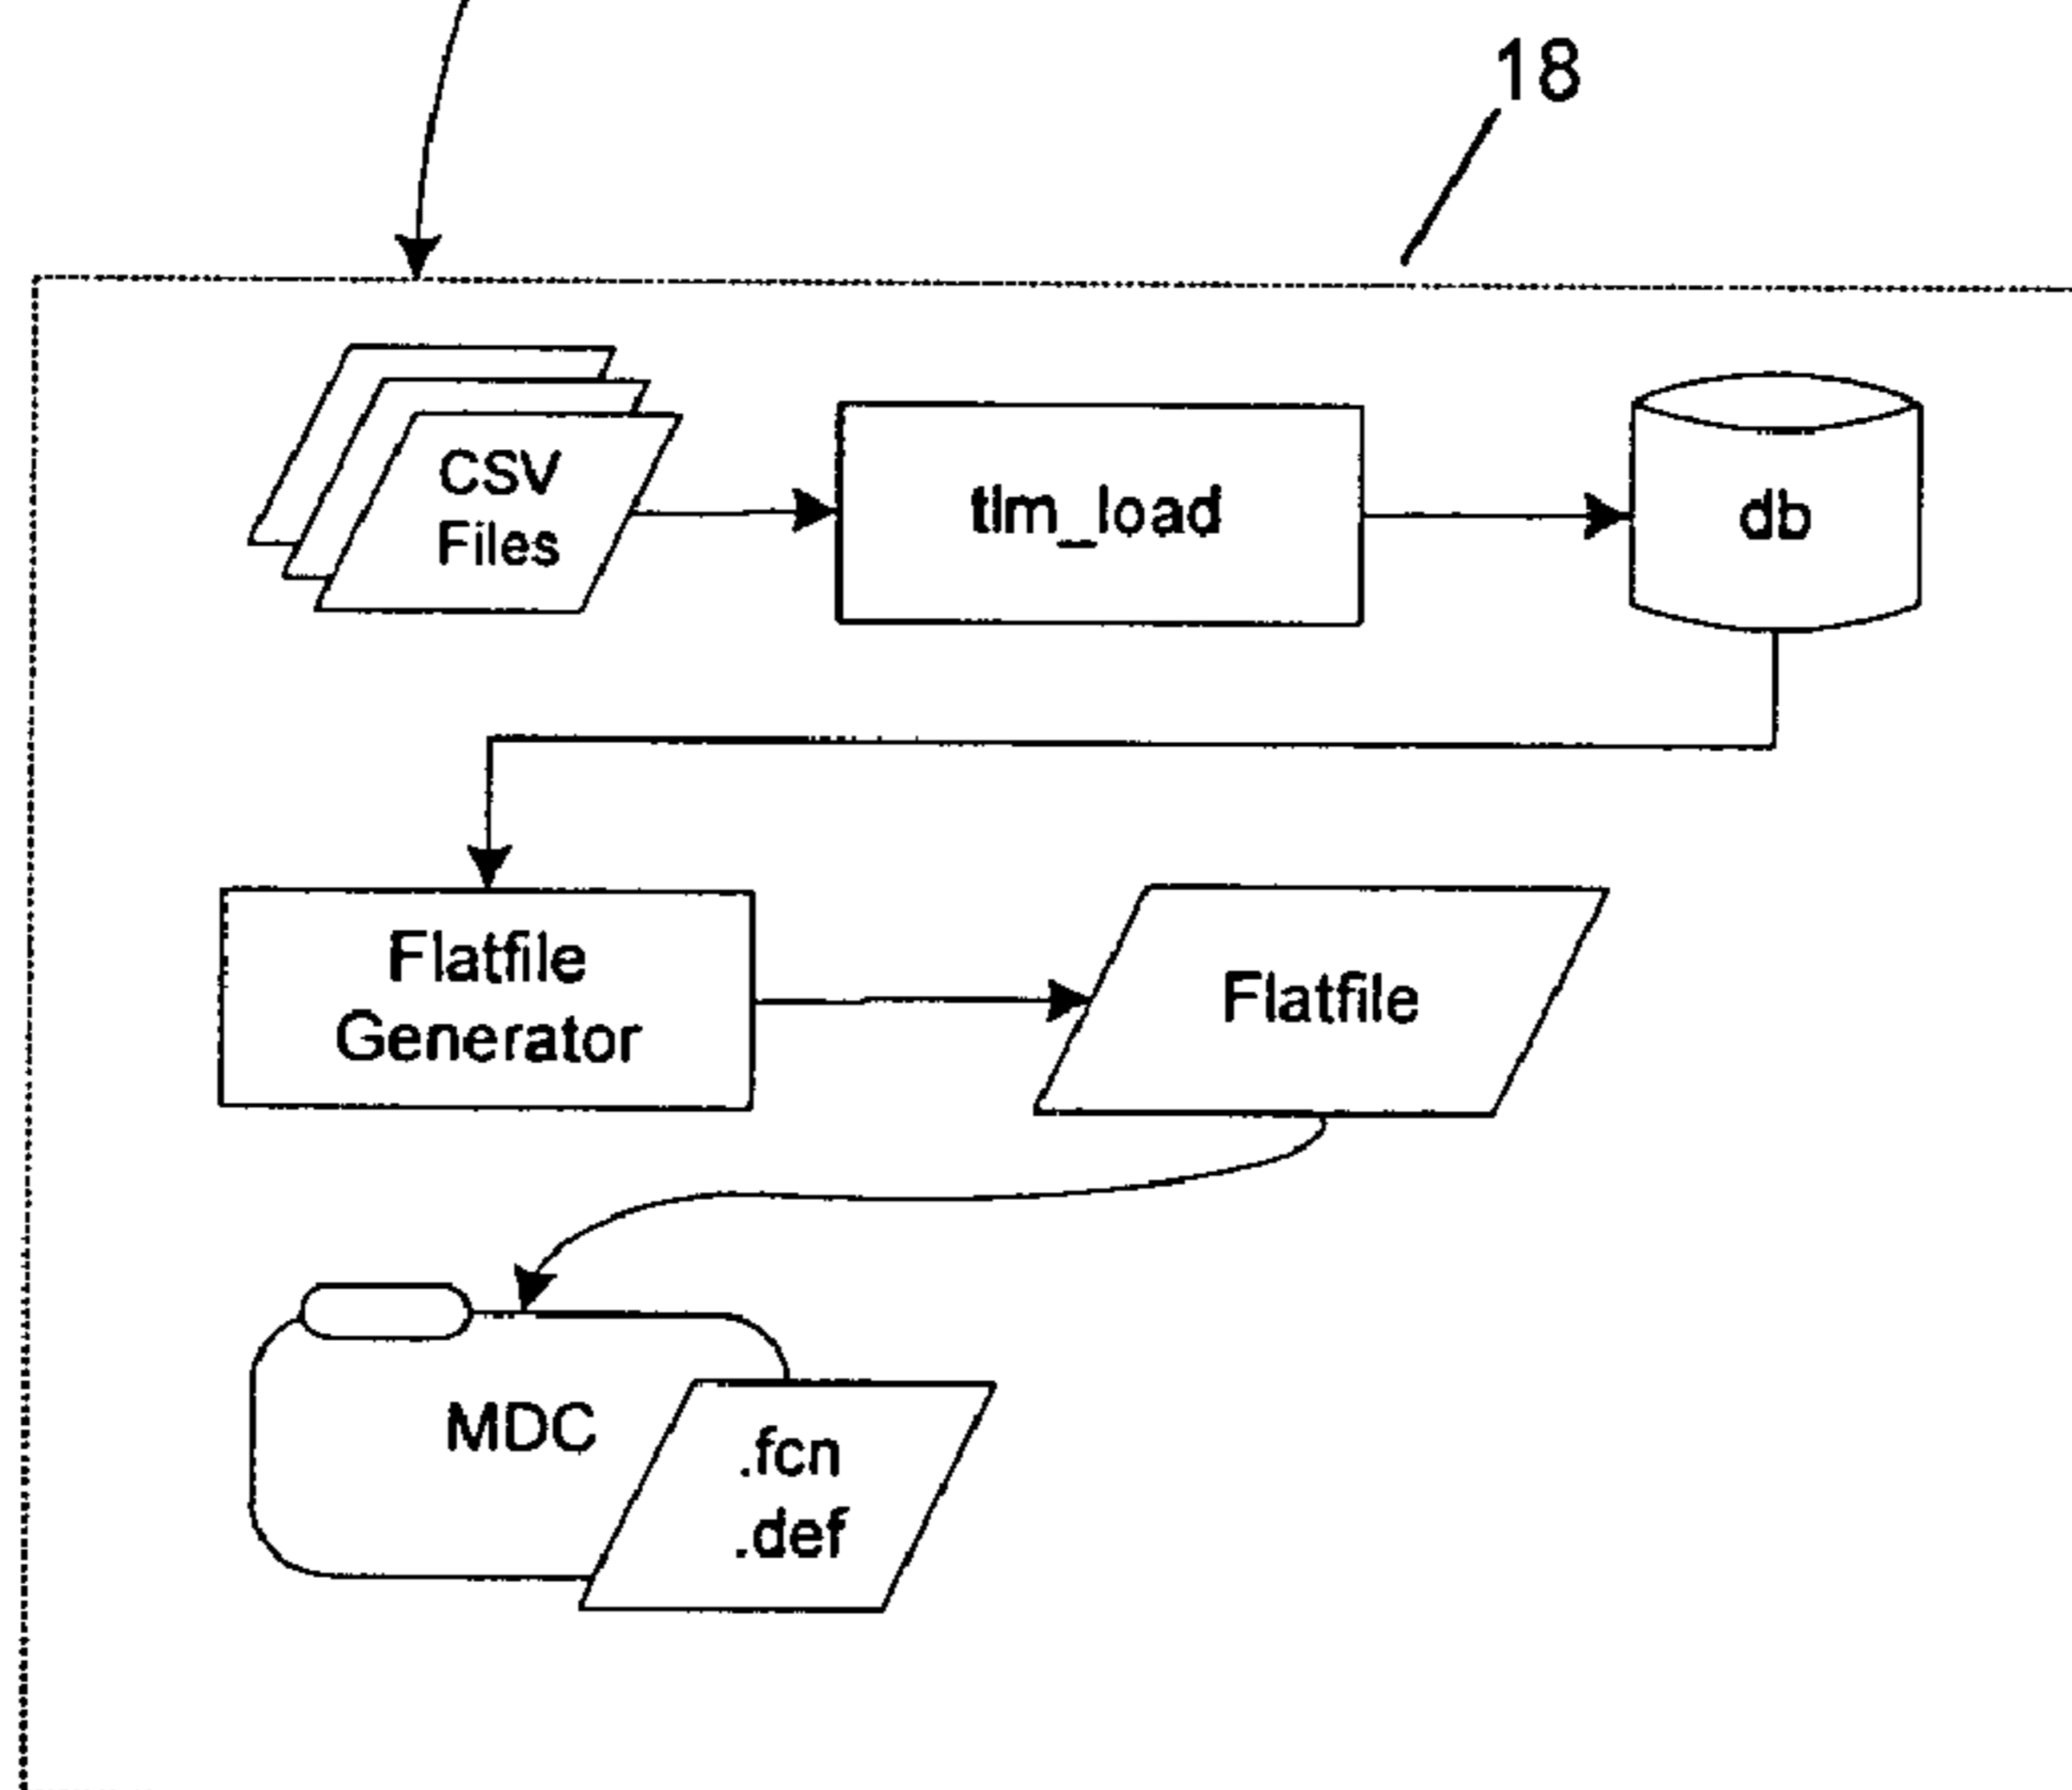 18
CSV
Files
tlm_load
db
Flatfile
Generator
Flatfile
MDC
.fcn
.def